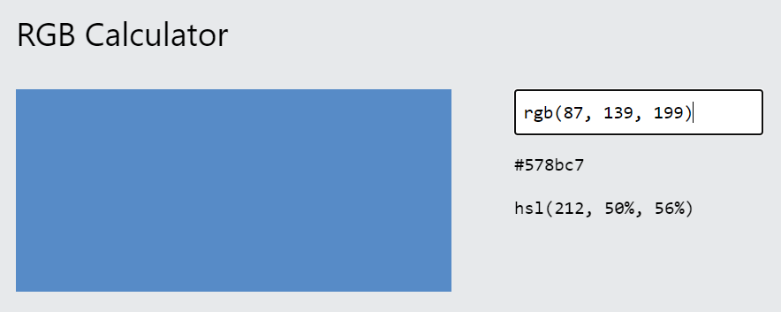 RGB Calculator
rgb(87, 139, 199)
#578bc7
hsl(212, 50%, 56%)